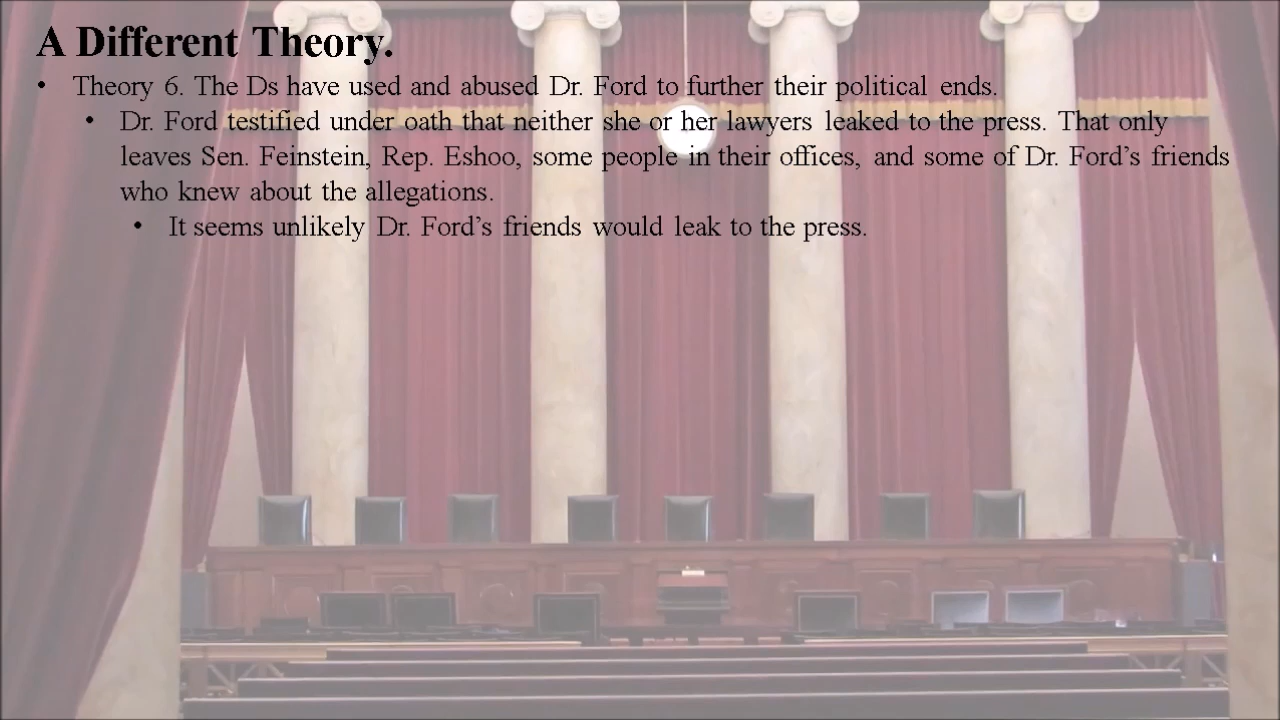 A Different Theory.
• Theory 6. The Ds have used and abused Dr. Ford to further their political ends.
• Dr. Ford testified under oath that neither she or her lawyers leaked to the press. That only
leaves Sen. Feinstein, Rep. Eshoo, some people in their offices, and some of Dr. Ford's friends
who knew about the allegations.
• It seems unlikely Dr. Ford's friends would leak to the press.